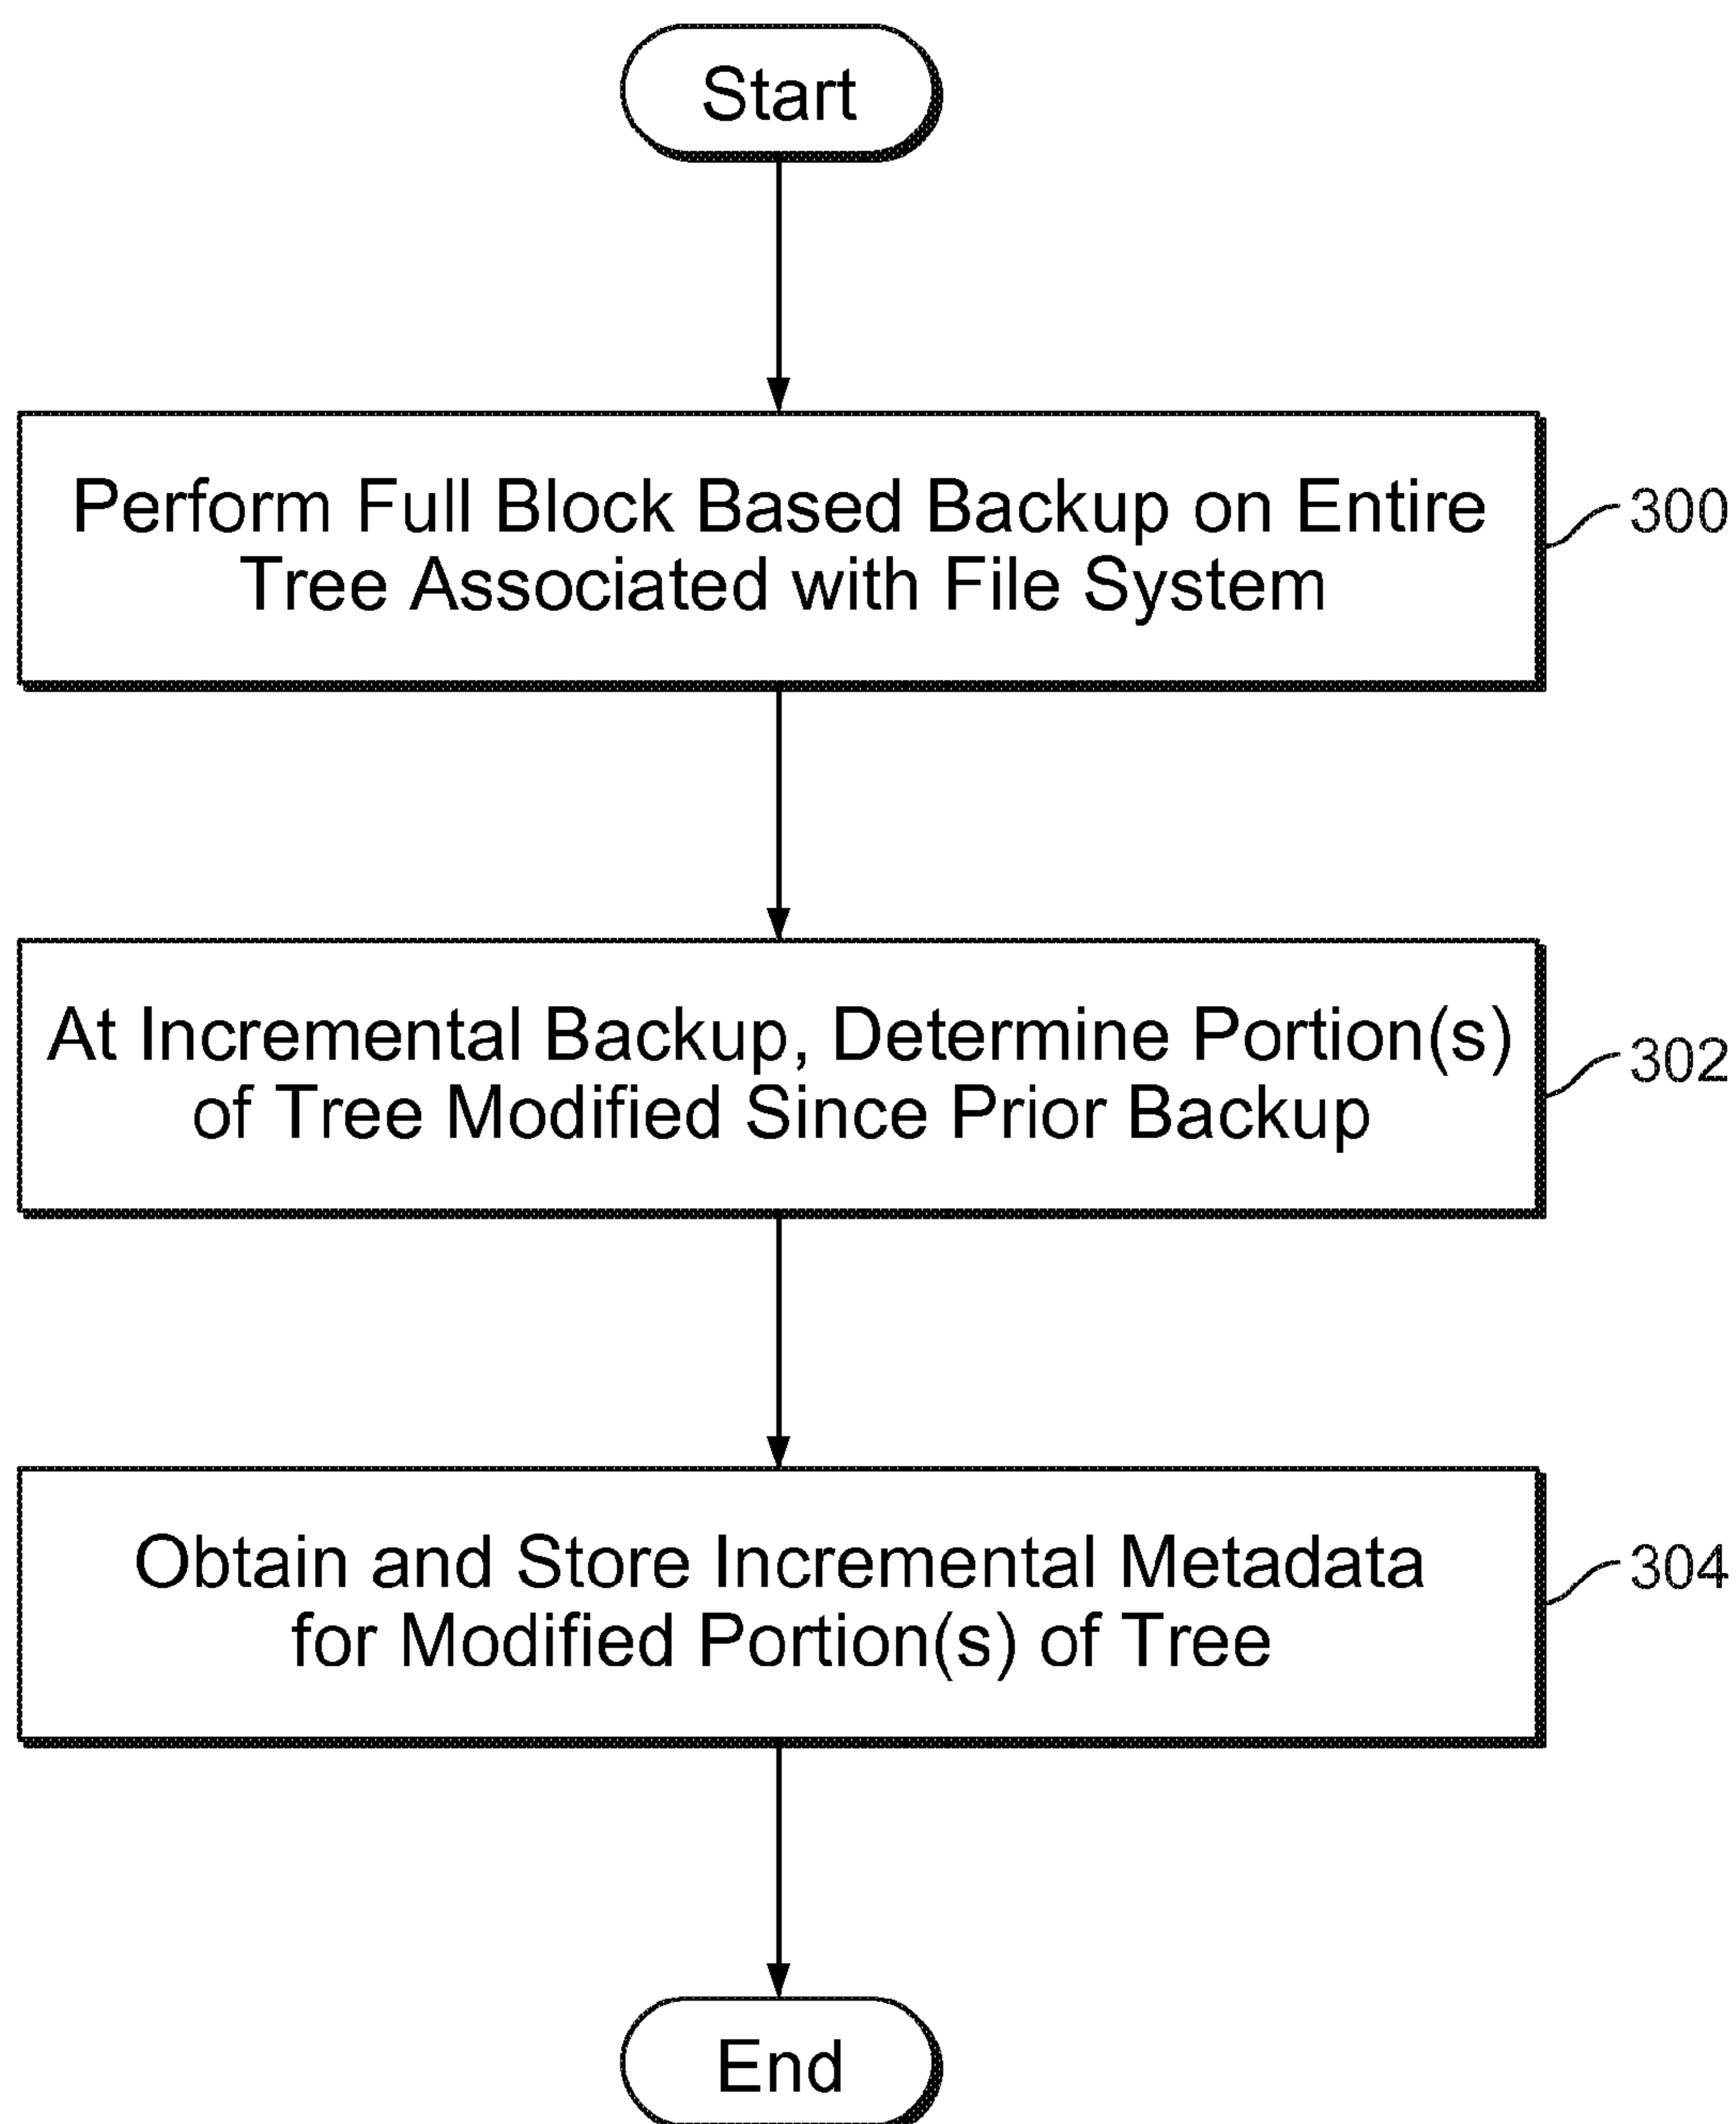 Start
Perform Full Block Based Backup on Entire
Tree Associated with File System
300
At Incremental Backup, Determine Portion(s)
of Tree Modified Since Prior Backup
302
Obtain and Store Incremental Metadata
for Modified Portion(s) of Tree
304
End